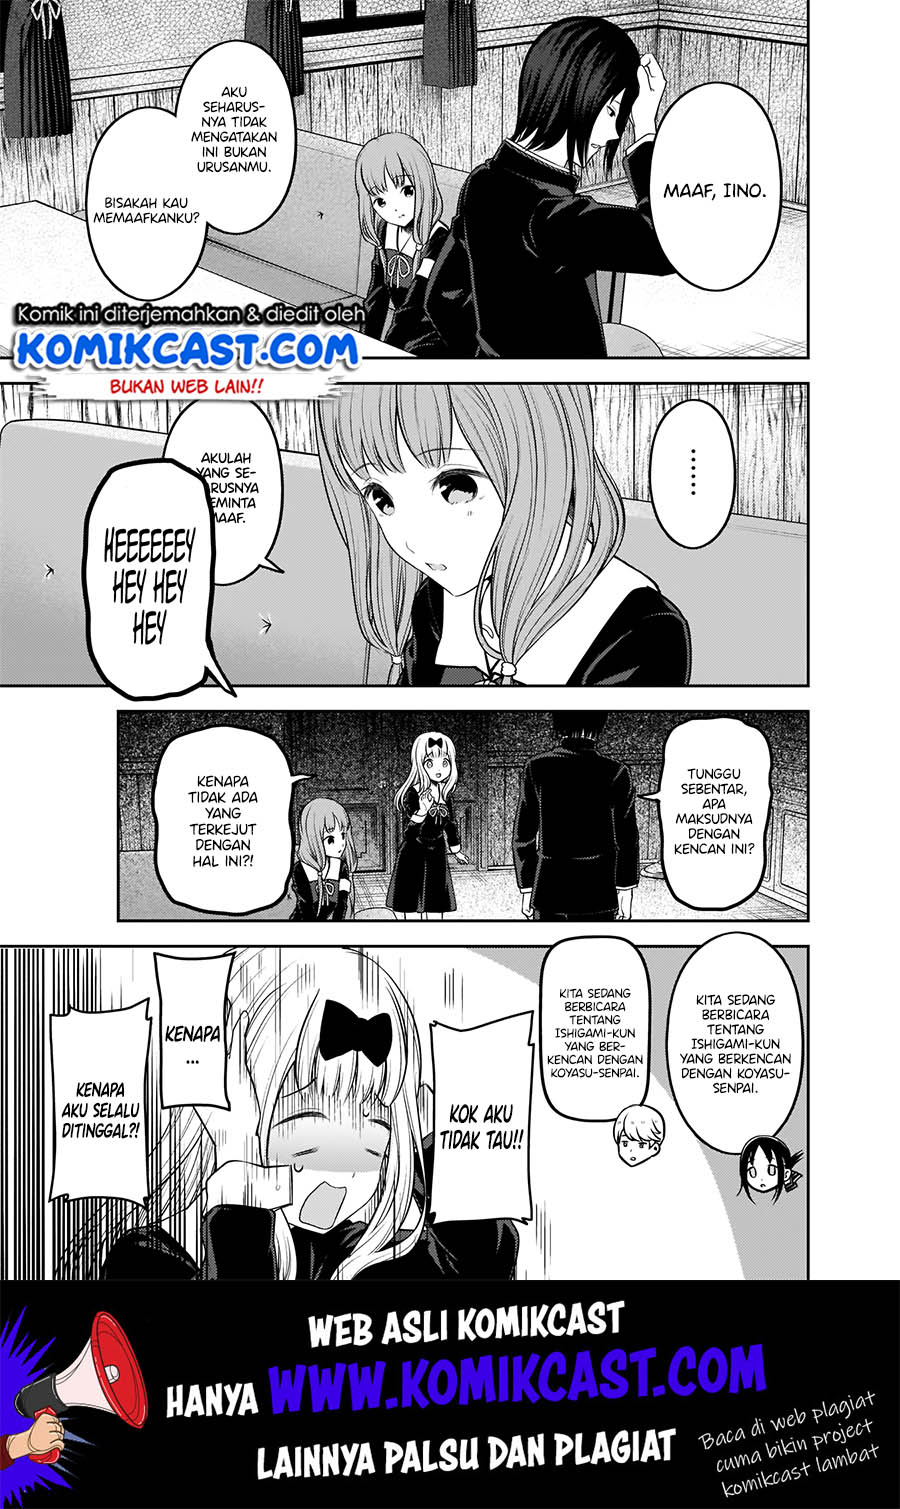 MAAF, IINO.
AKU
SEHARUS-
NYA TIDAK
MENGATAKAN
INI BUKAN
URUSANMU.
BISAKAH KAU
MEMAAFKANKU?
Komik ini diterjemahkan & diedit oleh
KOMIKCAST.COM
BUKAN WEB LAIN!!
........
AKULAH
YANG SE-
ARUSNYA
EMINTA
MAAF.
HEEEEEEY
HEY HEY
HEY
TUNGGU
SEBENTAR,
APA
MAKSUDNYA
DENGAN
KENCAN INI?
KENAPA
TIDAK ADA
YANG
TERKEJUT
DENGAN
HAL INI?!
KITA SEDANG
BERBICARA
TENTANG
ISHIGAMI-KUN
YANG BERKENCAN
DENGAN KOYASU-
SENPAI.
KITA SEDANG
BERBICARA
TENTANG
ISHIGAMI-KUN
YANG BER-
KENCAN DENGAN
KOYASU-SENPAI.
KOK AKU
TIDAK TAU!!
KENAPA
...
KENAPA
AKU SELALU
DITINGGAL?!
WEB ASLI KOMIKCAST
HANYA WWW.KOMIKCAST.COM
LAINNYA PALSU DAN PLAGIAT
Baca di web plagiat
cuma bikin project
komikcast lambat